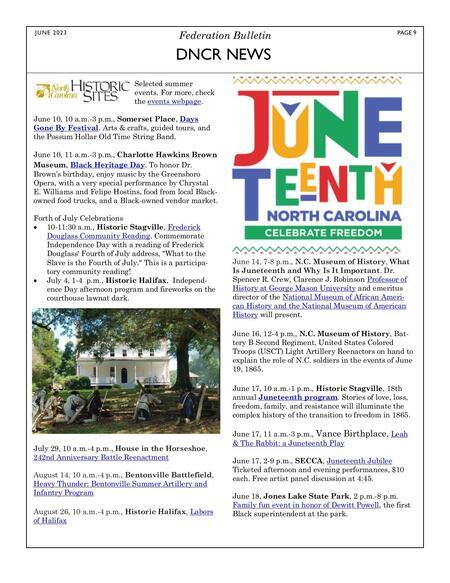 JUNE 2023
Federation Bulletin
PAGE 9
DNCR NEWS
North Carolina HISTORIC SITES
Selected summer
events. For more, check
the events webpage.
June 10, 10 a.m.-3 p.m., Somerset Place, Days
Gone By Festival. Arts & crafts, guided tours, and
the Possum Hollar Old Time String Band.
June 10, 11 a.m.-3 p.m., Charlotte Hawkins Brown
Museum, Black Heritage Day. To honor Dr.
Brown's birthday, enjoy music by the Greensboro
Opera, with a very special performance by Chrystal
E. Williams and Felipe Hostins, food from local Black-
owned food trucks, and a Black-owned vendor market.
Forth of July Celebrations
• 10-11:30 a.m., Historic Stagville, Frederick
Douglass Community Reading. Commemorate
Independence Day with a reading of Frederick
Douglass' Fourth of July address, "What to the
Slave is the Fourth of July." This is a participa-
tory community reading!
• July 4, 1-4 p.m., Historic Halifax, Independ-
ence Day afternoon program and fireworks on the
courthouse lawnat dark.
July 29, 10 a.m.-4 p.m., House in the Horseshoe,
242nd Anniversary Battle Reenactment
August 14, 10 a.m.-4 p.m., Bentonville Battlefield,
Heavy Thunder: Bentonville Summer Artillery and
Infantry Program
August 26, 10 a.m.-4 p.m., Historic Halifax, Labors
of Halifax
JUNE
TEENTH
NORTH CAROLINA
CELEBRATE FREEDOM
June 14, 7-8 p.m., N.C. Museum of History, What
Is Juneteenth and Why Is It Important. Dr.
Spencer R. Crew, Clarence J. Robinson Professor of
History at George Mason University and emeritus
director of the National Museum of African Ameri-
can History and the National Museum of American
History will present.
June 16, 12-4 p.m., N.C. Museum of History, Bat-
tery B Second Regiment, United States Colored
Troops (USCT) Light Artillery Reenactors on hand to
explain the role of N.C. soldiers in the events of June
19, 1865.
June 17, 10 a.m.-1 p.m., Historic Stagville, 18th
annual Juneteenth program. Stories of love, loss,
freedom, family, and resistance will illuminate the
complex history of the transition to freedom in 1865.
June 17, 11 a.m.-3 p.m., Vance Birthplace, Leah
& The Rabbit: a Juneteenth Play
June 17, 2-9 p.m., SECCA, Juneteenth Jubilee
Ticketed afternoon and evening performances, $10
each. Free artist panel discussion at 4:45.
June 18, Jones Lake State Park, 2 p.m.-8 p.m.
Family fun event in honor of Dewitt Powell, the first
Black superintendent at the park.